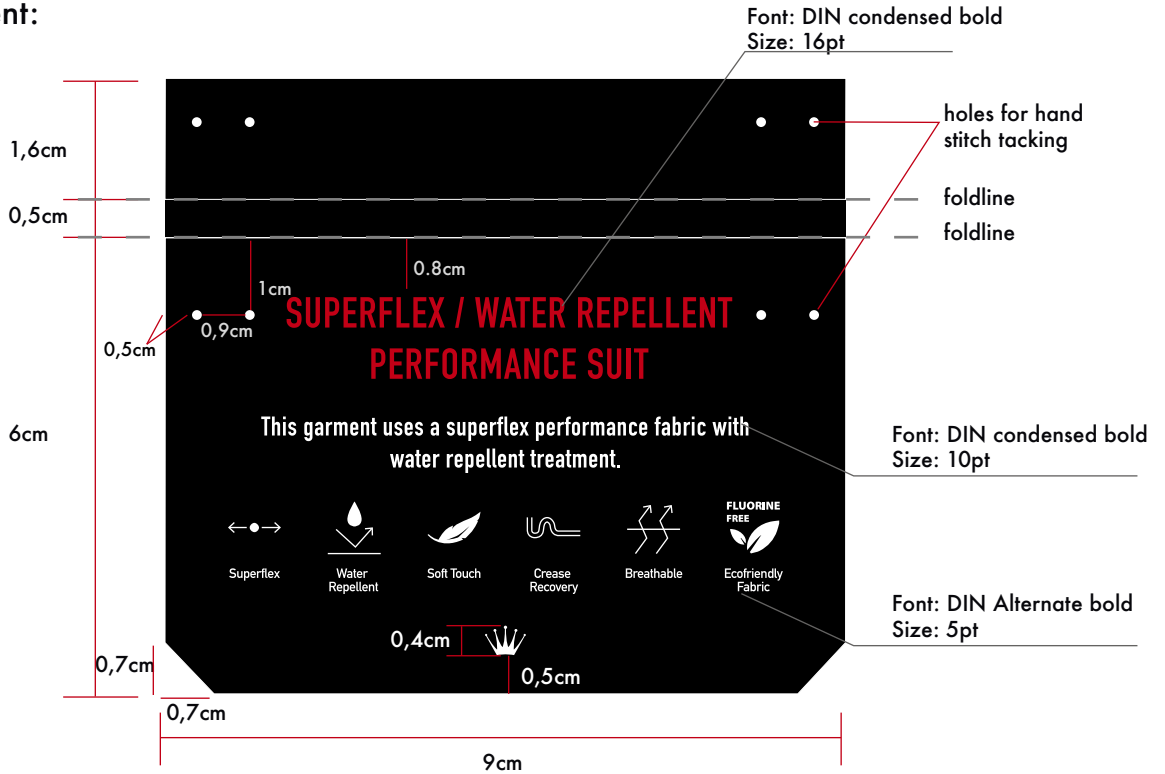 ent:
Font: DIN condensed bold
Size: 16pt
holes for hand
stitch tacking
1,6cm
foldline
0,5cm
foldline
0.8cm
1cm
SUPERFLEX / WATER REPELLENT
0,9cm
0,5cm
PERFORMANCE SUIT
6cm
This garment uses a superflex performance fabric with
water repellent treatment.
Font: DIN condensed bold
Size: 10pt
FLUORINE
FREE
Superflex
Water
Repellent
Soft Touch
Crease
Recovery
Breathable
Ecofriendly
Fabric
Font: DIN Alternate bold
Size: 5pt
0,4cm
0,7cm
0,5cm
0,7cm
9cm